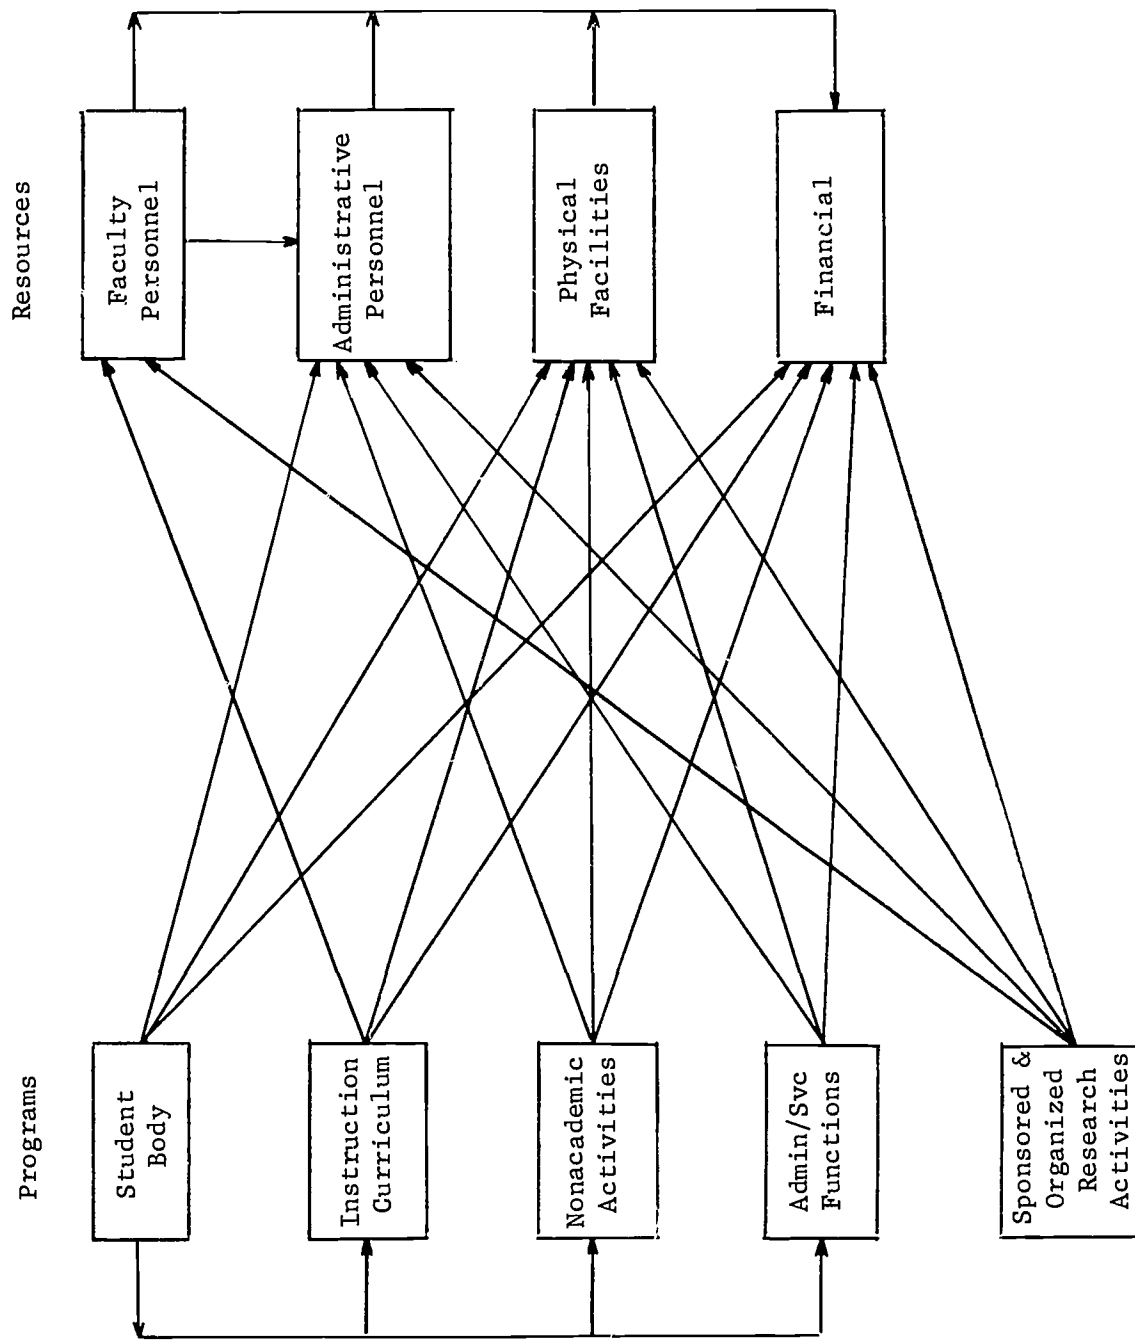 Programs
Resources
Student
Body
Instruction
Curriculum
Nonacademic
Activities
Admin/Svc
Functions
Sponsored &
Organized
Research
Activities
Faculty
Personnel
Administrative
Personnel
Physical
Facilities
Financial